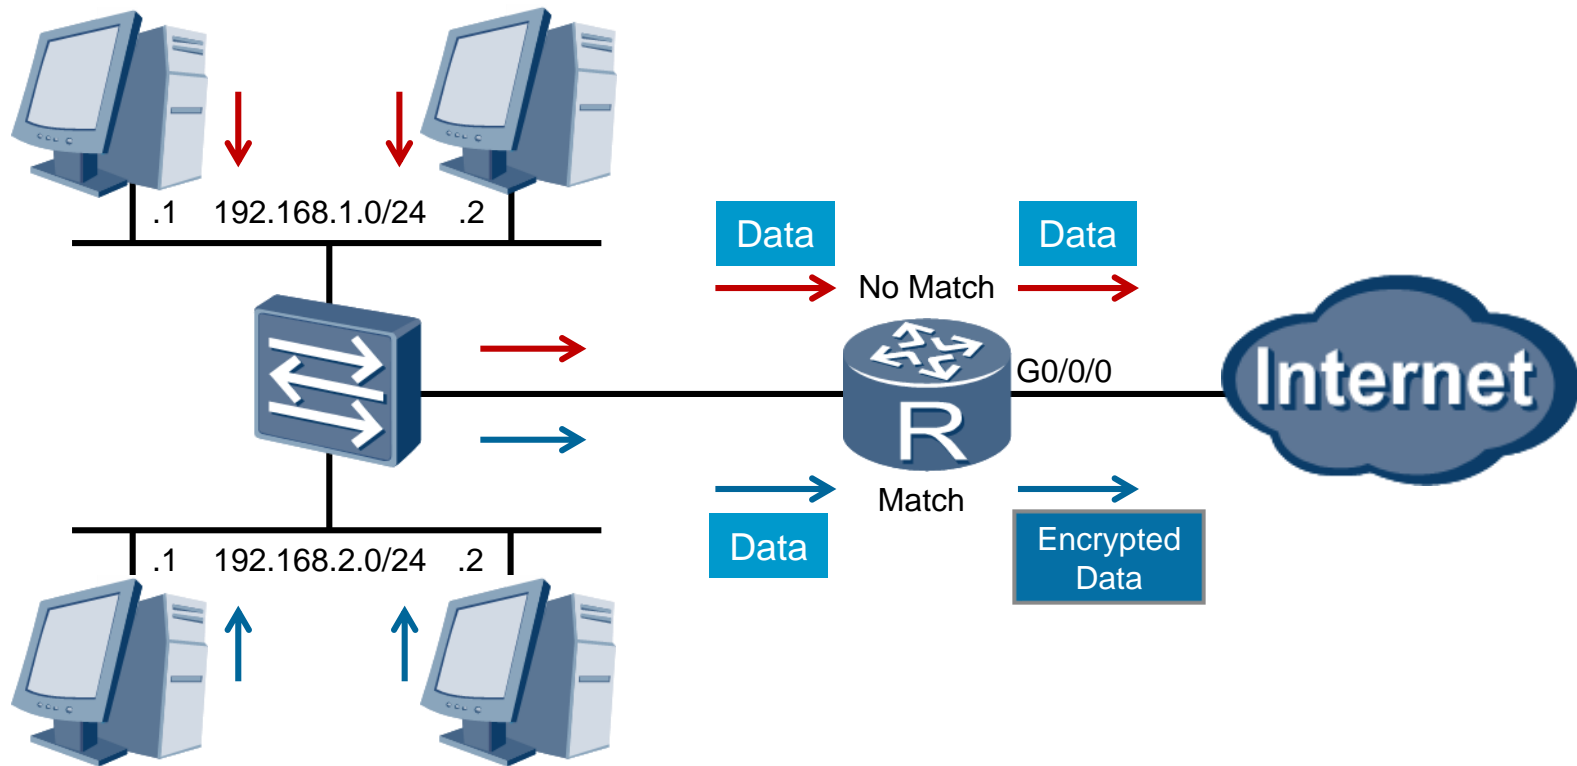 .1 192.168.1.0/24 .2
Data
Data
No Match
G0/0/0
Internet
R
Match
Data
Encrypted
Data
.1 192.168.2.0/24 .2